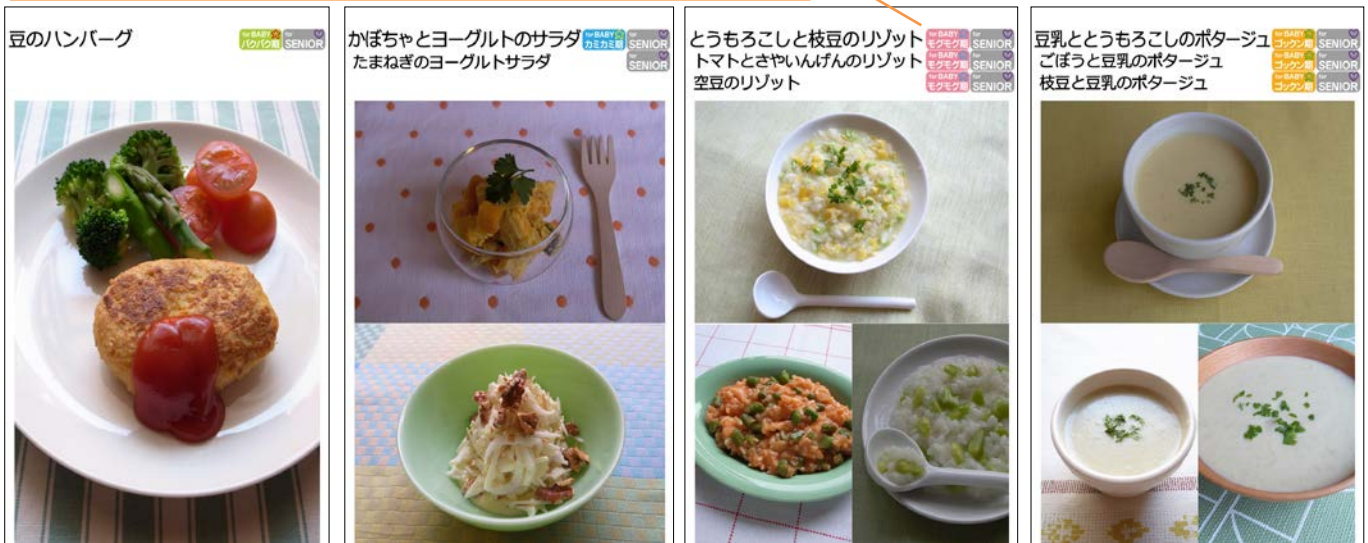 豆のハンバーグ
for BABY パクパク期 for SENIOR
かぼちゃとヨーグルトのサラダ
for BABY カミカミ期 for SENIOR
たまねぎのヨーグルトサラダ
for SENIOR
とうもろこしと枝豆のリゾット
for BABY モグモグ期 for SENIOR
トマトとさやいんげんのリゾット
for BABY モグモグ期 for SENIOR
空豆のリゾット
for BABY モグモグ期 for SENIOR
豆乳ととうもろこしのポタージュ
for BABY ゴックン期 for SENIOR
ごぼうと豆乳のポタージュ
for BABY ゴックン期 for SENIOR
枝豆と豆乳のポタージュ
for BABY ゴックン期 for SENIOR